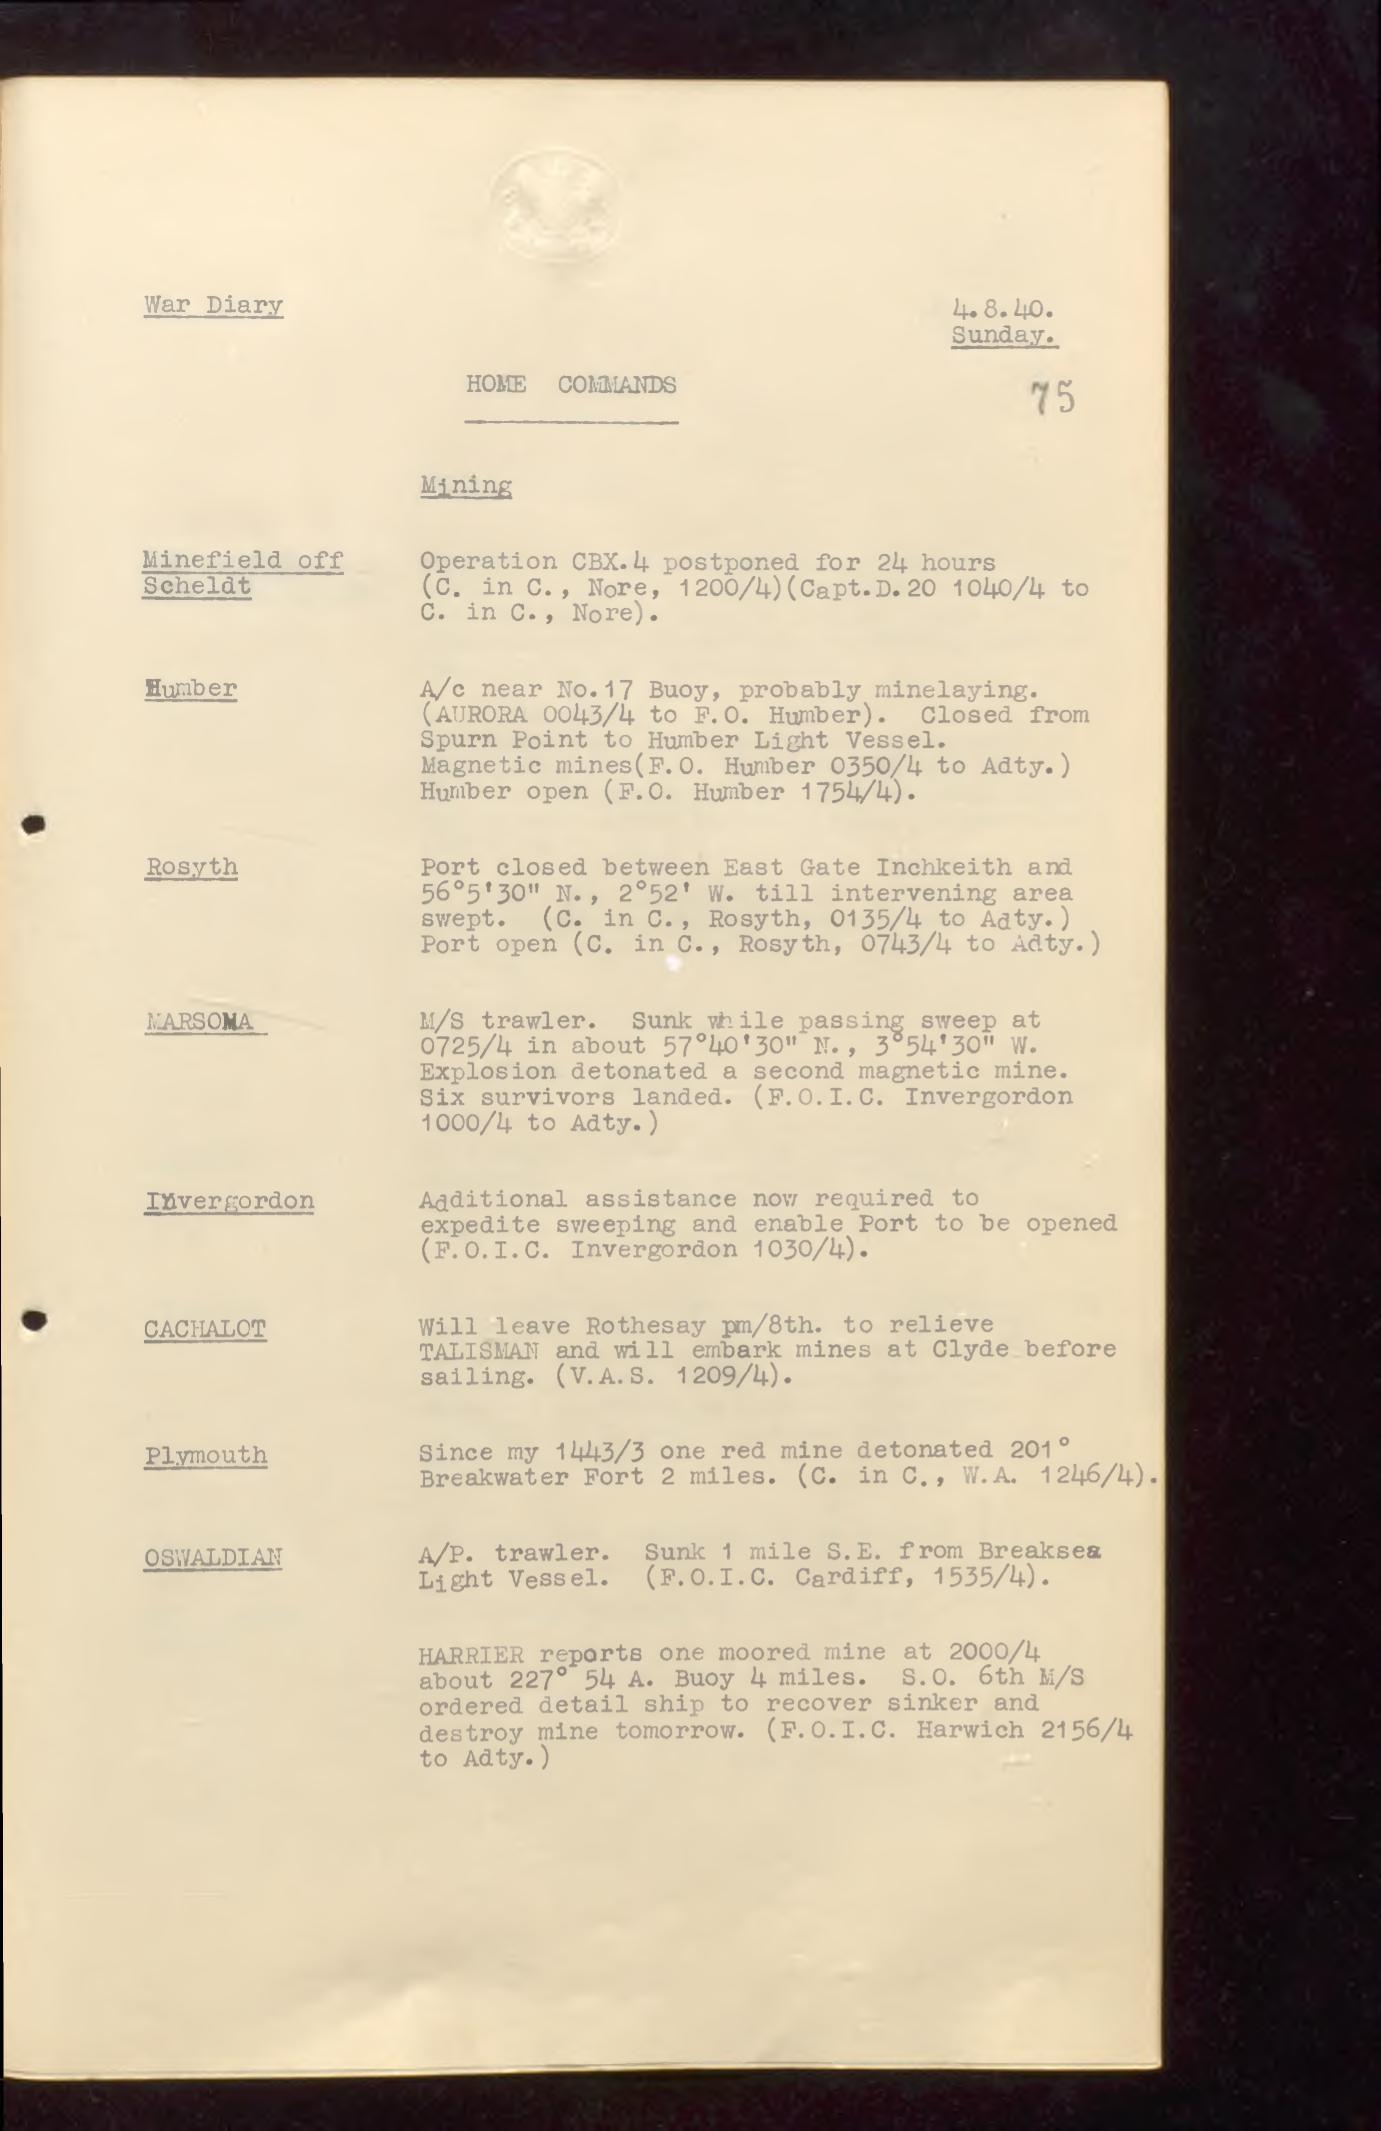 War Diary
4.8.40.
Sunday.
HOME COMMANDS
75
Mining
Minefield off
Scheldt
Operation CBX.4 postponed for 24 hours
(C. in C., Nore, 1200/4)(Capt.D.20 1040/4 to
C. in C., Nore).
Humber
A/c near No.17 Buoy, probably minelaying.
(AURORA 0043/4 to F.O. Humber). Closed from
Spurn Point to Humber Light Vessel.
Magnetic mines(F.O. Humber 0350/4 to Adty.)
Humber open (F.O. Humber 1754/4).
Rosyth
Port closed between East Gate Inchkeith and
56°5'30" N., 2°52' W. till intervening area
swept. (C. in C., Rosyth, 0135/4 to Adty.)
Port open (C. in C., Rosyth, 0743/4 to Adty.)
MARSONA
M/S trawler. Sunk while passing sweep at
0725/4 in about 57°40'30" N., 3°54'30" W.
Explosion detonated a second magnetic mine.
Six survivors landed. (F.O.I.C. Invergordon
1000/4 to Adty.)
Invergordon
Additional assistance now required to
expedite sweeping and enable Port to be opened
(F.O.I.C. Invergordon 1030/4).
CACHALOT
Will leave Rothesay pm/8th. to relieve
TALISMAN and will embark mines at Clyde before
sailing. (V.A.S. 1209/4).
Plymouth
Since my 1443/3 one red mine detonated 201°
Breakwater Fort 2 miles. (C. in C., W.A. 1246/4).
OSWALDIAN
A/P. trawler. Sunk 1 mile S.E. from Breaksea
Light Vessel. (F.O.I.C. Cardiff, 1535/4).
HARRIER reports one moored mine at 2000/4
about 227° 54 A. Buoy 4 miles. S.O. 6th M/S
ordered detail ship to recover sinker and
destroy mine tomorrow. (F.O.I.C. Harwich 2156/4
to Adty.)